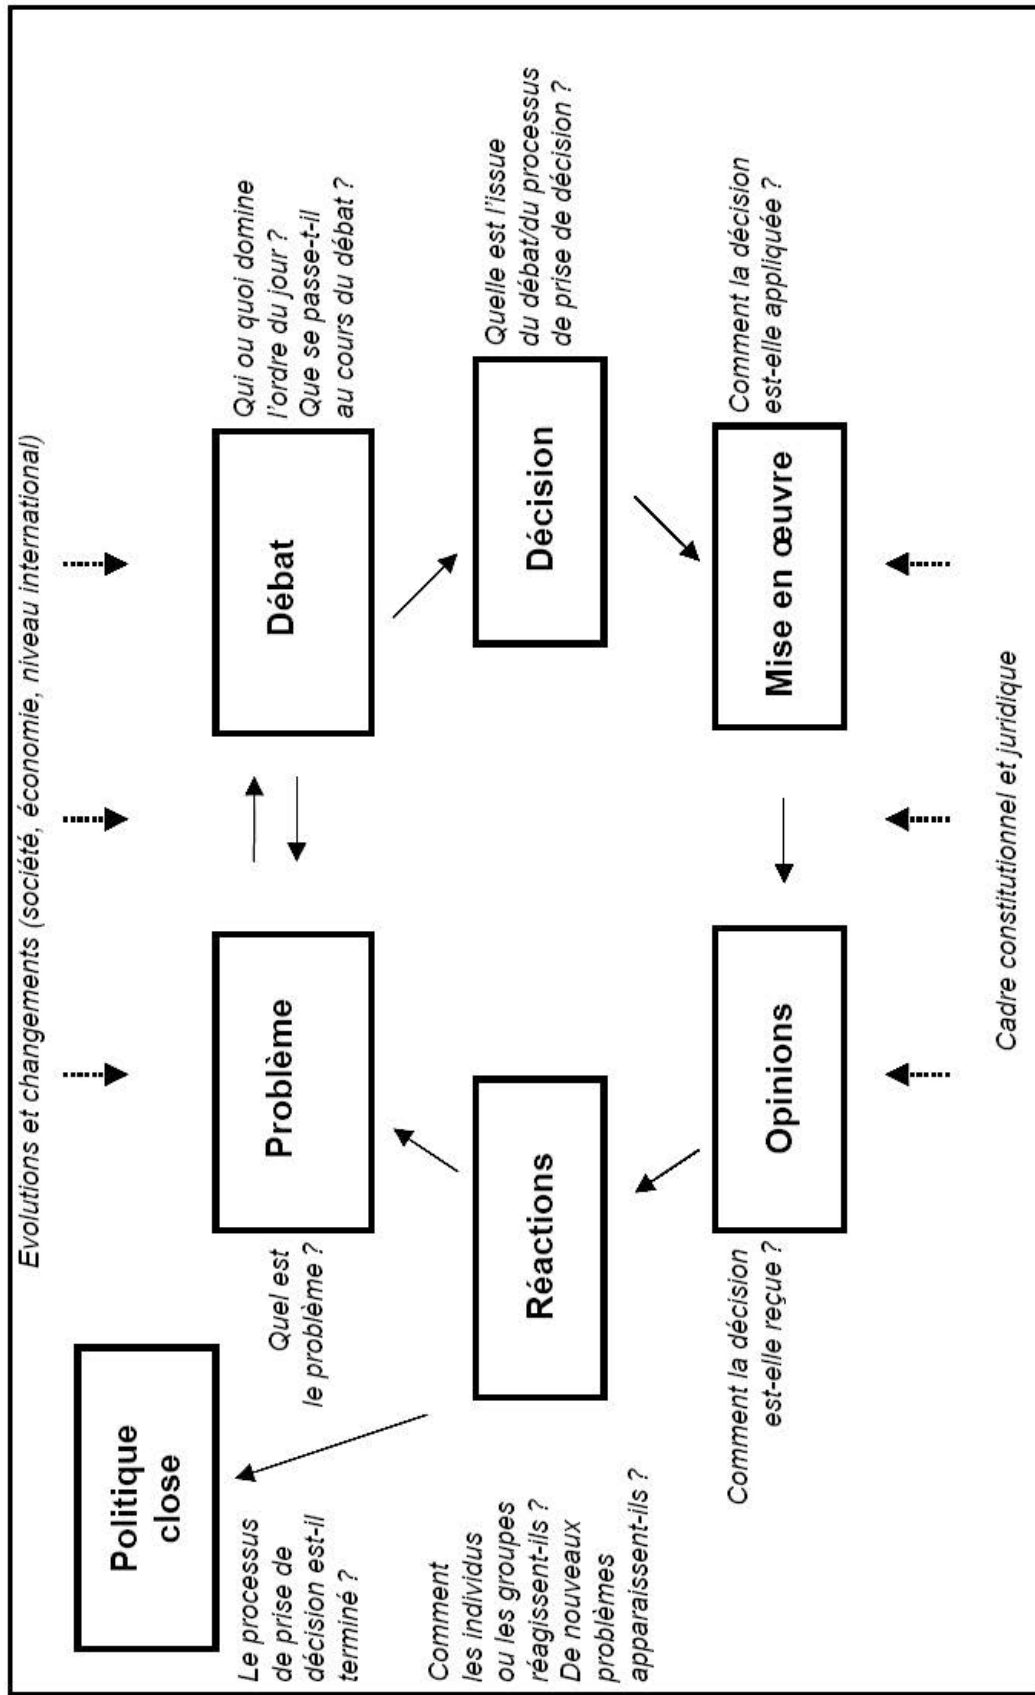 Evolutions et changements (société, économie, niveau international)
Politique
close
Le processus
de prise de
décision est-il
terminé ?
Quel est
le problème ?
Problème
Débat
Qui ou quoi domine
l'ordre du jour ?
Que se passe-t-il
au cours du débat ?
Comment
les individus
ou les groupes
réagissent-ils ?
De nouveaux
problèmes
apparaissent-ils ?
Réactions
Décision
Quelle est l'issue
du débat/du processus
de prise de décision ?
Comment la décision
est-elle reçue ?
Opinions
Mise en œuvre
Comment la décision
est-elle appliquée ?
Cadre constitutionnel et juridique